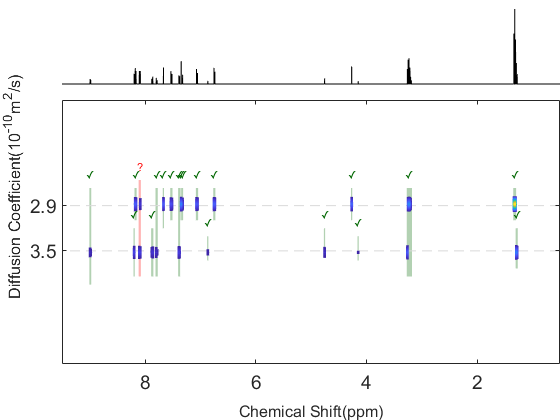 ?
✓ ✓ ✓ ✓ ✓ ✓ ✓ ✓ ✓ ✓ ✓
✓ ✓ ✓ ✓
✓ ✓
Diffusion Coefficient(10⁻¹⁰m²/s)
2.9
3.5
8 6 4 2
Chemical Shift(ppm)